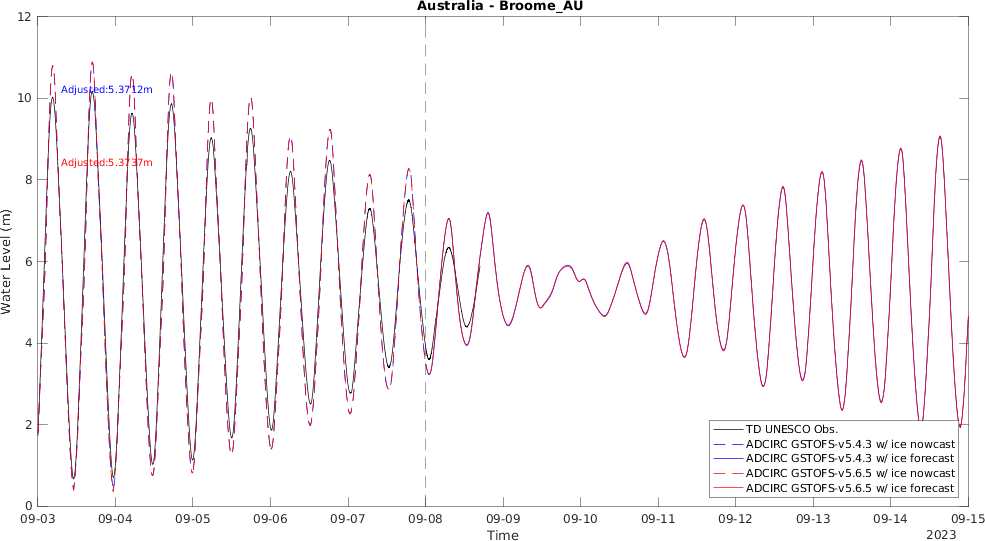 Australia - Broome_AU
12
10
8
6
4
2
0
Water Level (m)
Adjusted:5.3712m
Adjusted:5.3737m
TD UNESCO Obs.
ADCIRC GSTOFS-v5.4.3 w/ ice nowcast
ADCIRC GSTOFS-v5.4.3 w/ ice forecast
ADCIRC GSTOFS-v5.6.5 w/ ice nowcast
ADCIRC GSTOFS-v5.6.5 w/ ice forecast
09-03 09-04 09-05 09-06 09-07 09-08 09-09 09-10 09-11 09-12 09-13 09-14 09-15
Time
2023